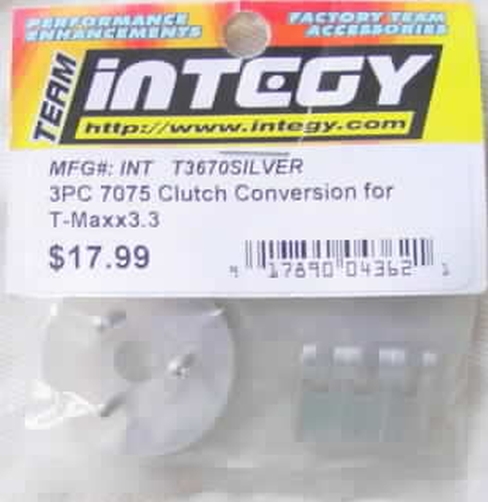 PERFORMANCE ENHANCEMENTS
FACTORY TEAM ACCESSORIES
TEAM
iNTEGY
http://www.integy.com
MFG#: INT T3670SILVER
3PC 7075 Clutch Conversion for
T-Maxx3.3
$17.99
17890 04362 1